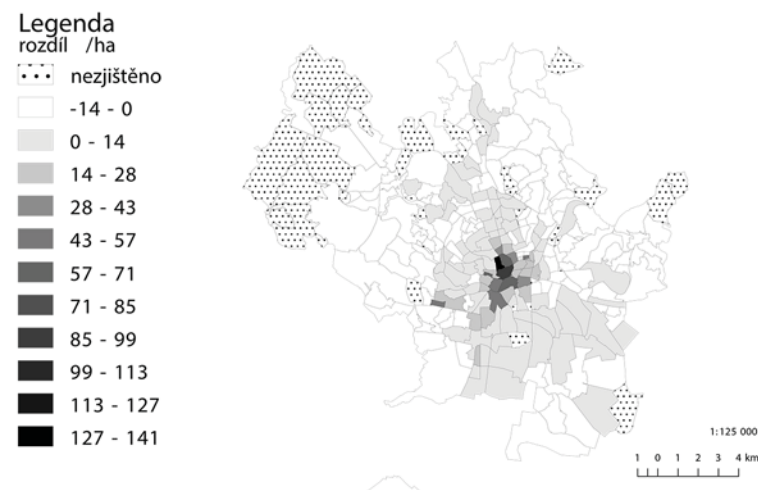 Legenda
rozdíl /ha
nezjištěno
-14 - 0
0 - 14
14 - 28
28 - 43
43 - 57
57 - 71
71 - 85
85 - 99
99 - 113
113 - 127
127 - 141
1:125 000
1 0 1 2 3 4 km